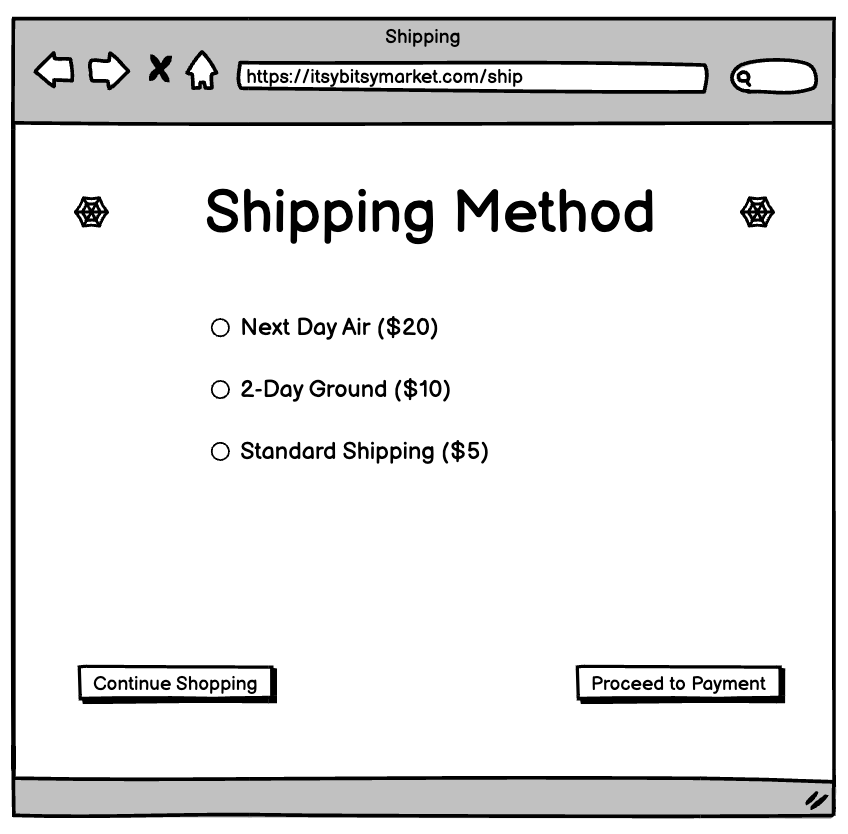 Shipping
https://itsybitsymarket.com/ship
Shipping Method
Next Day Air ($20)
2-Day Ground ($10)
Standard Shipping ($5)
Continue Shopping
Proceed to Payment